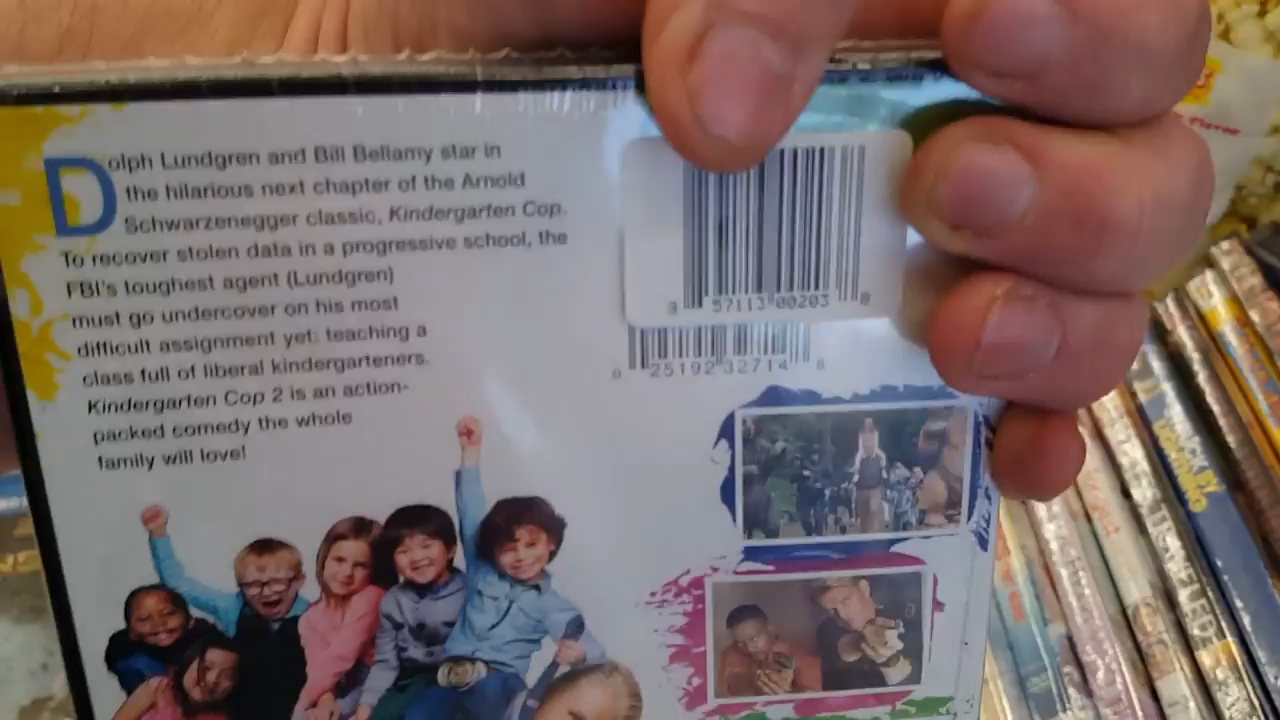 Dolph Lundgren and Bill Bellamy star in
the hilarious next chapter of the Arnold
Schwarzenegger classic, Kindergarten Cop.
To recover stolen data in a progressive school, the
FBI's toughest agent (Lundgren)
must go undercover on his most
difficult assignment yet: teaching a
class full of liberal kindergarteners.
Kindergarten Cop 2 is an action-
packed comedy the whole
family will love!
3 57113 00203 8
0 25192 32714 8
Flavor
LIGHTNING